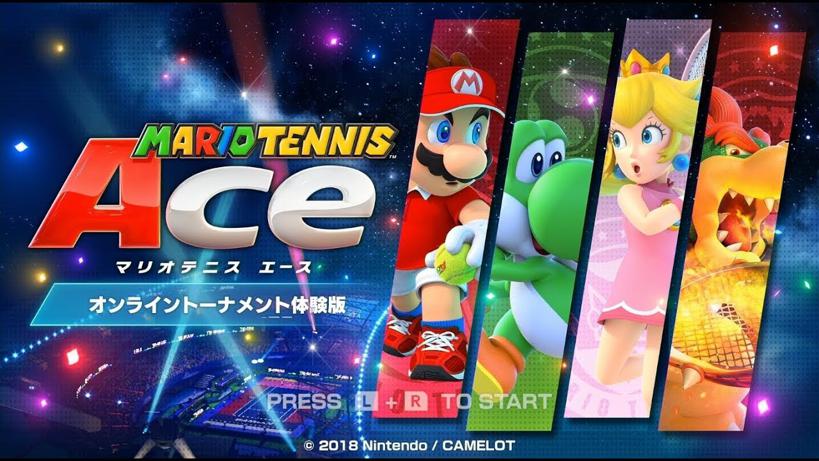 MARIO TENNIS™
Ace
マリオテニス エース
オンライントーナメント体験版
PRESS L + R TO START
© 2018 Nintendo / CAMELOT
M